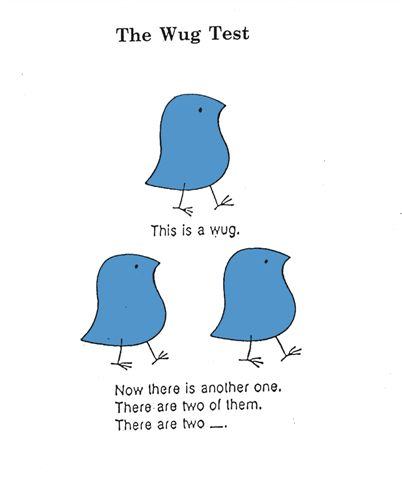 The Wug Test
This is a wug.
Now there is another one.
There are two of them.
There are two __.